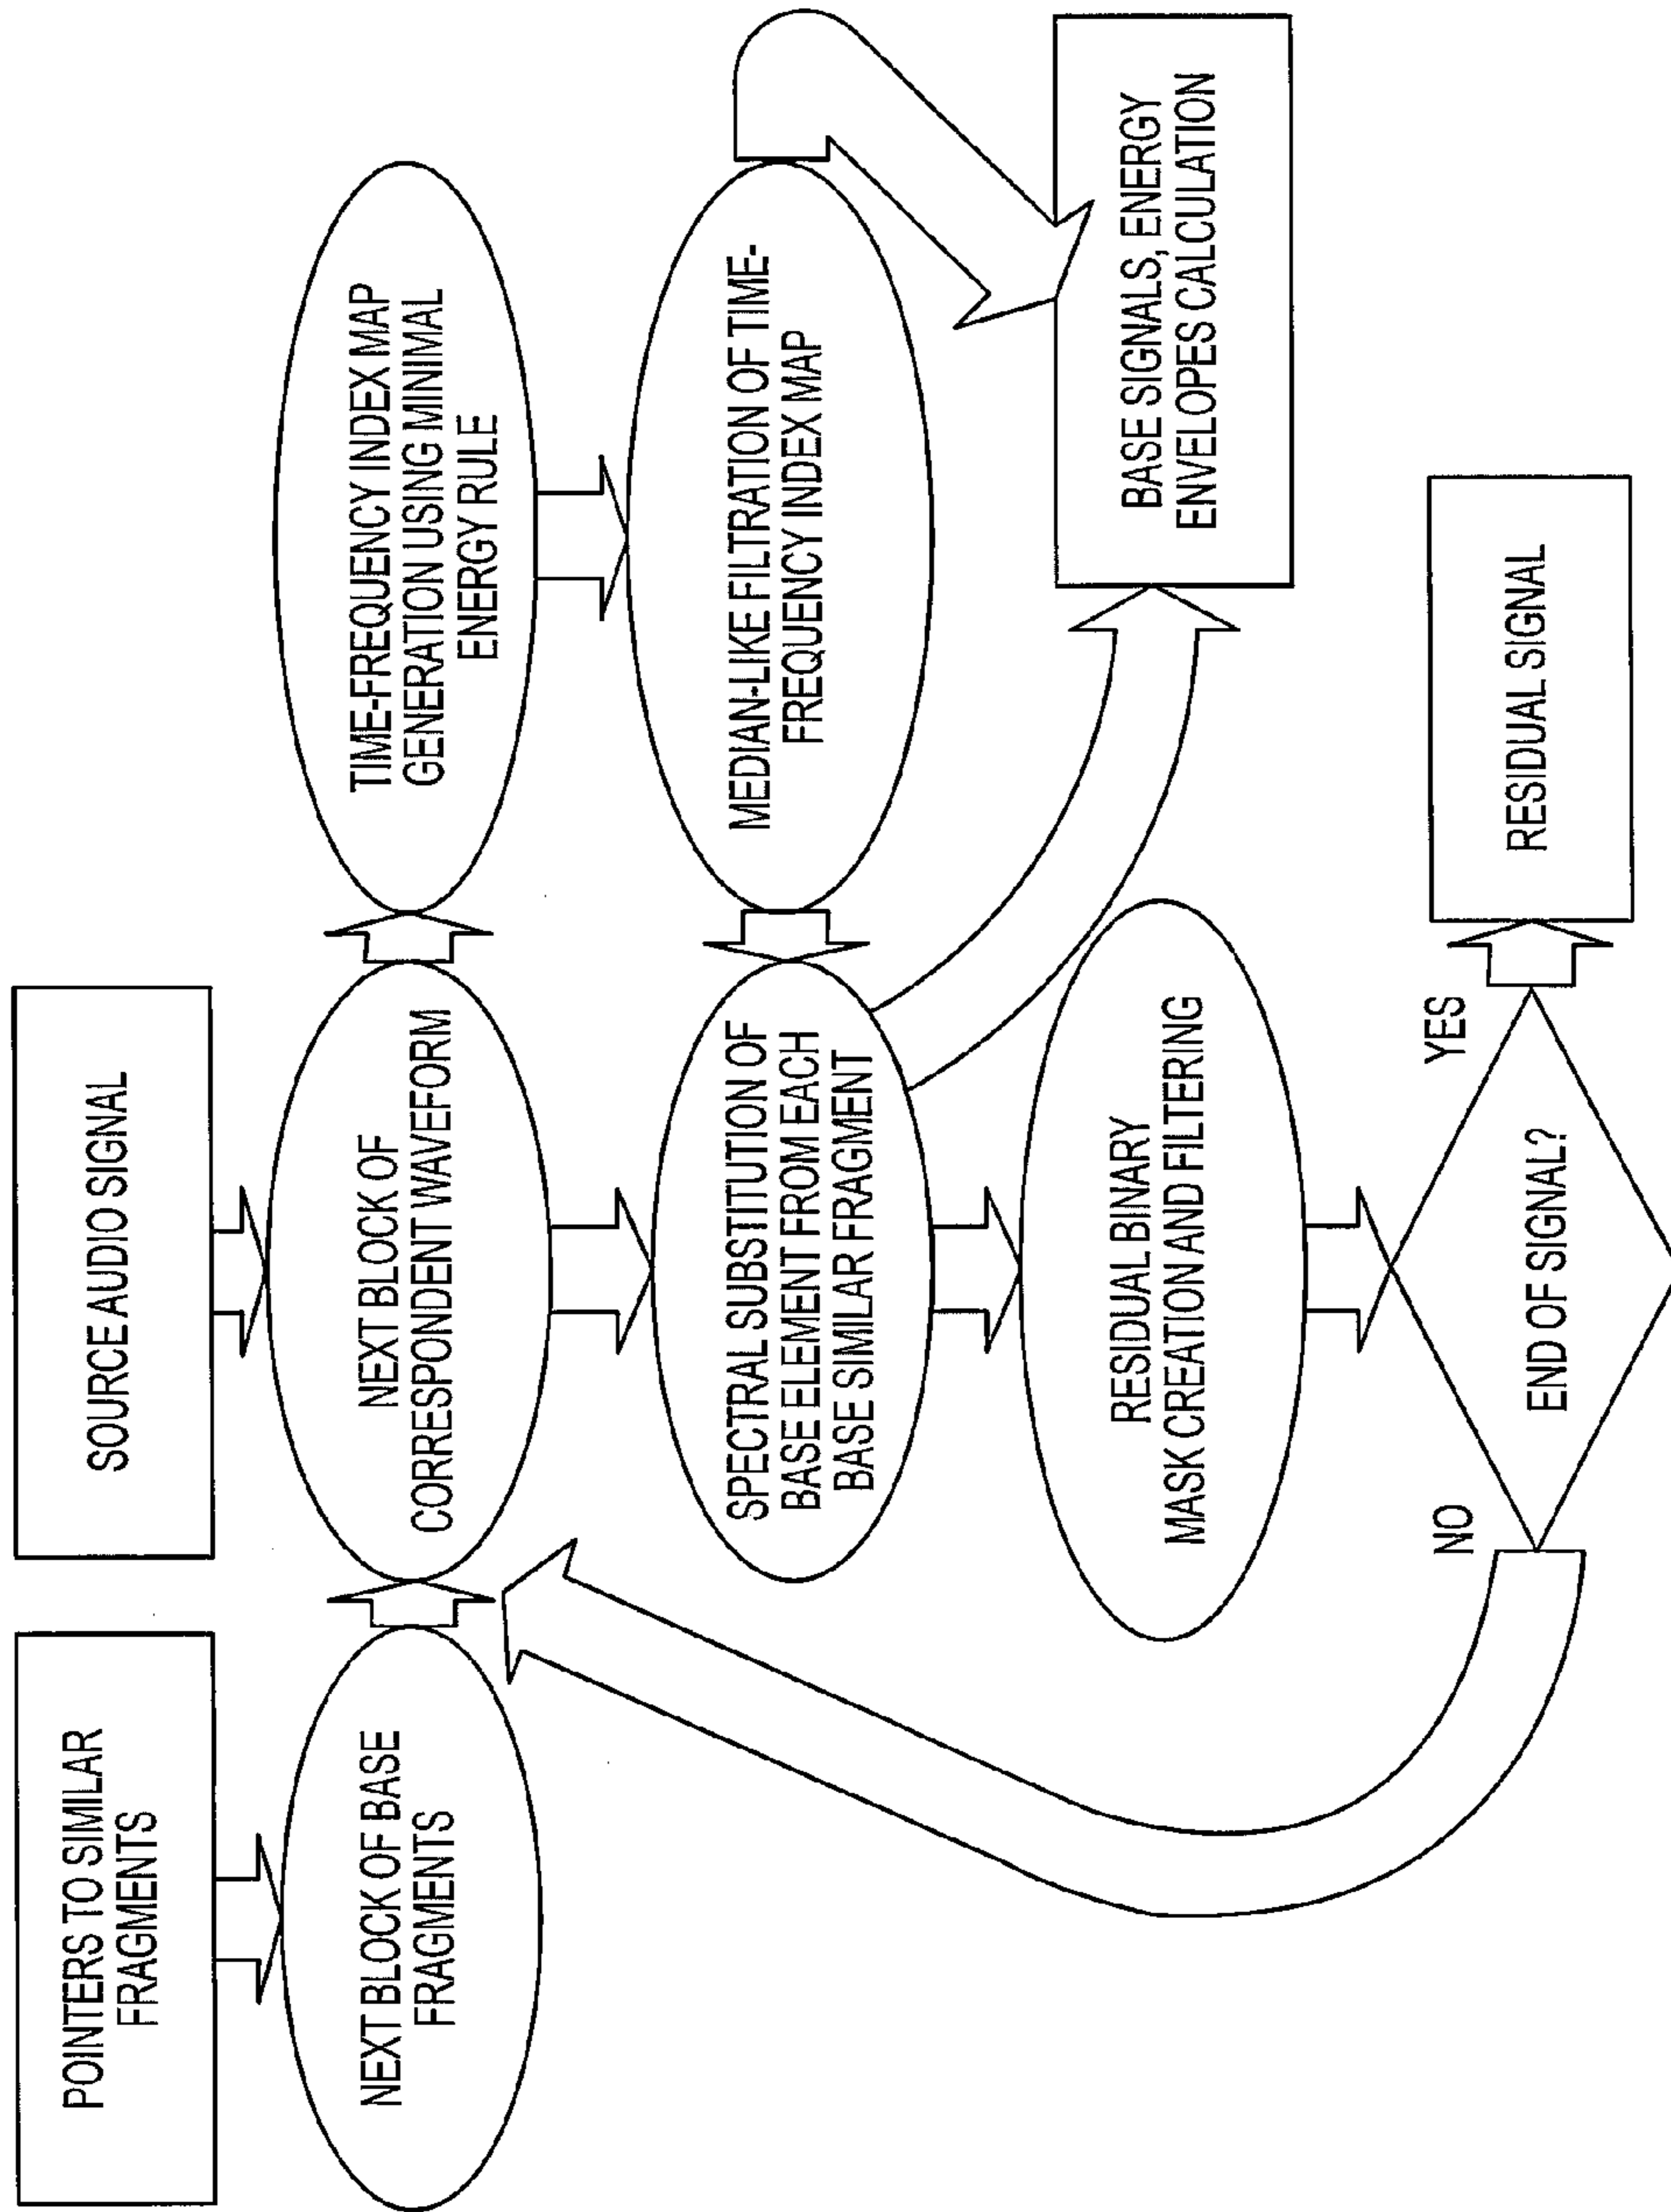 POINTERS TO SIMILAR
FRAGMENTS
SOURCE AUDIO SIGNAL
NEXT BLOCK OF BASE
FRAGMENTS
NEXT BLOCK OF
CORRESPONDENT WAVEFORM
TIME-FREQUENCY INDEX MAP
GENERATION USING MINIMAL
ENERGY RULE
SPECTRAL SUBSTITUTION OF
BASE ELEMENT FROM EACH
BASE SIMILAR FRAGMENT
MEDIAN-LIKE FILTRATION OF TIME-
FREQUENCY INDEX MAP
RESIDUAL BINARY
MASK CREATION AND FILTERING
BASE SIGNALS, ENERGY
ENVELOPES CALCULATION
NO
YES
END OF SIGNAL?
RESIDUAL SIGNAL